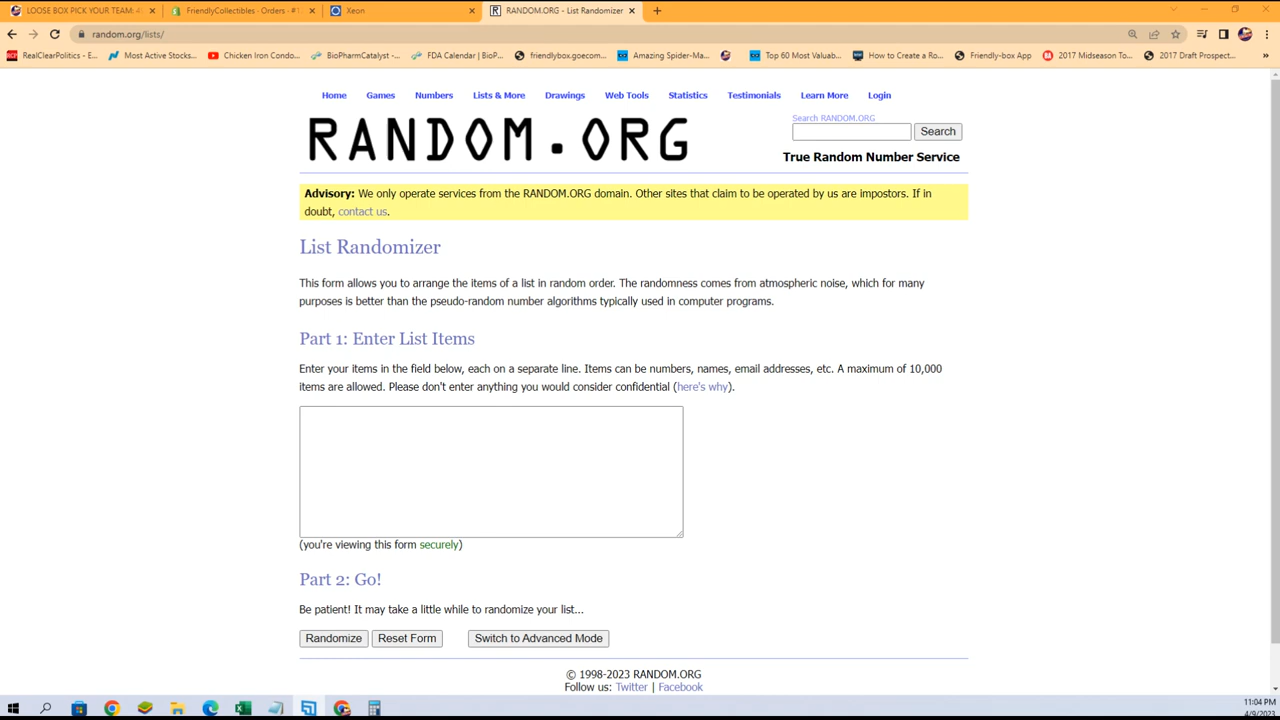 LOOSE BOX PICK YOUR TEAM: 4
FriendlyCollectibles - Orders - #1
Xeon
RANDOM.ORG - List Randomizer
random.org/lists/
RealClearPolitics - E...
Most Active Stocks...
Chicken Iron Condo...
BioPharmCatalyst -...
FDA Calendar | BioP...
friendlybox.goecom...
Amazing Spider-Ma...
Top 60 Most Valuab...
How to Create a Ro...
Friendly-box App
2017 Midseason To...
2017 Draft Prospect...
Home Games Numbers Lists & More Drawings Web Tools Statistics Testimonials Learn More Login
RANDOM.ORG
Search RANDOM.ORG
Search
True Random Number Service
Advisory: We only operate services from the RANDOM.ORG domain. Other sites that claim to be operated by us are impostors. If in
doubt, contact us.
List Randomizer
This form allows you to arrange the items of a list in random order. The randomness comes from atmospheric noise, which for many
purposes is better than the pseudo-random number algorithms typically used in computer programs.
Part 1: Enter List Items
Enter your items in the field below, each on a separate line. Items can be numbers, names, email addresses, etc. A maximum of 10,000
items are allowed. Please don't enter anything you would consider confidential (here's why).
(you're viewing this form securely)
Part 2: Go!
Be patient! It may take a little while to randomize your list...
Randomize Reset Form Switch to Advanced Mode
© 1998-2023 RANDOM.ORG
Follow us: Twitter | Facebook
11:04 PM
4/9/2023